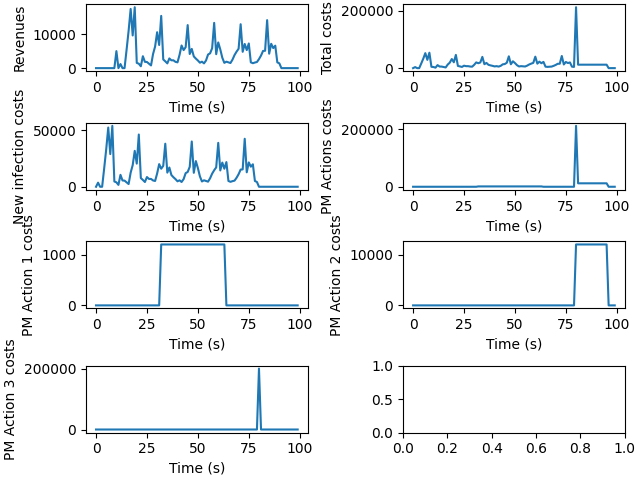 Revenues
10000
0
0 25 50 75 100
Time (s)
Total costs
200000
0
0 25 50 75 100
Time (s)
New infection costs
50000
0
0 25 50 75 100
Time (s)
PM Actions costs
200000
0
0 25 50 75 100
Time (s)
PM Action 1 costs
1000
0
0 25 50 75 100
Time (s)
PM Action 2 costs
10000
0
0 25 50 75 100
Time (s)
PM Action 3 costs
200000
0
0 25 50 75 100
Time (s)
1.0
0.5
0.0
0.0 0.2 0.4 0.6 0.8 1.0